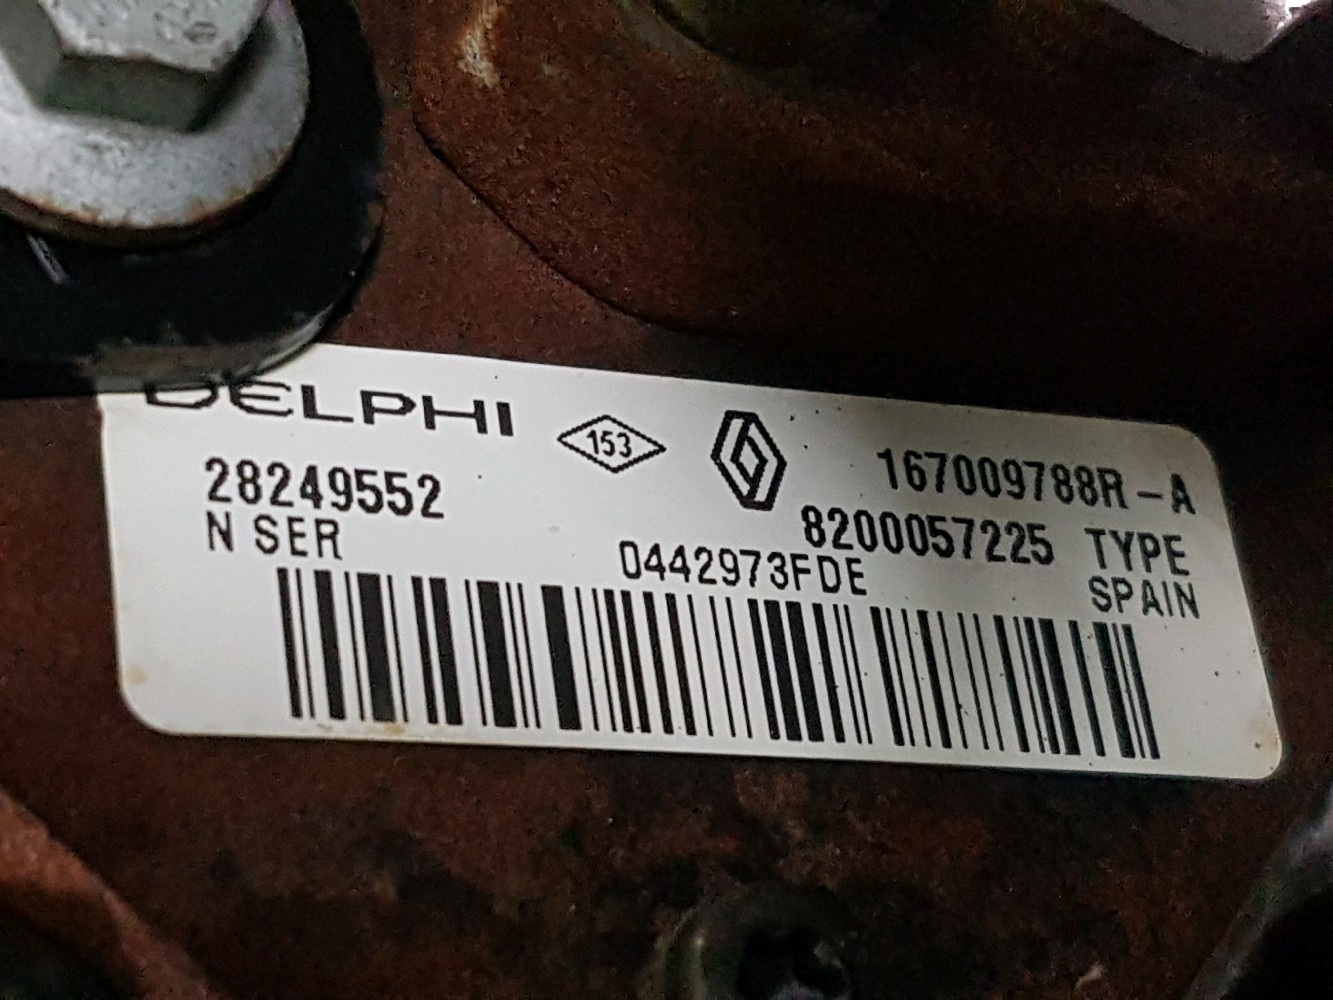 DELPHI
153
28249552
167009788R-A
N SER
8200057225 TYPE
0442973FDE
SPAIN